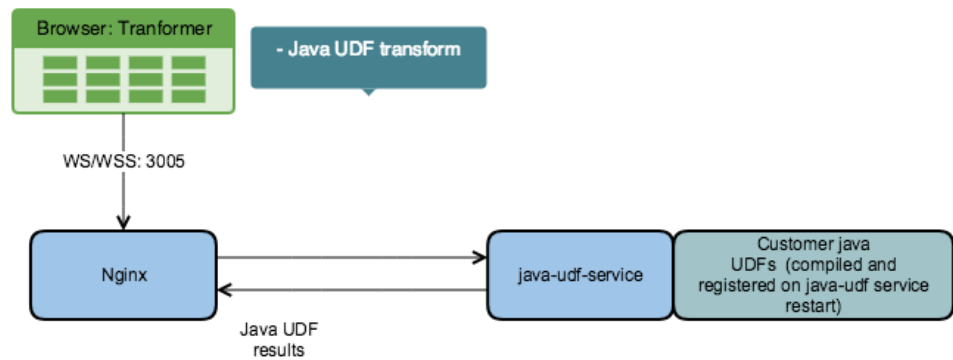 Browser: Tranformer
- Java UDF transform
WS/WSS: 3005
Nginx
java-udf-service
Customer java
UDFs (compiled and
registered on java-udf service
restart)
Java UDF
results